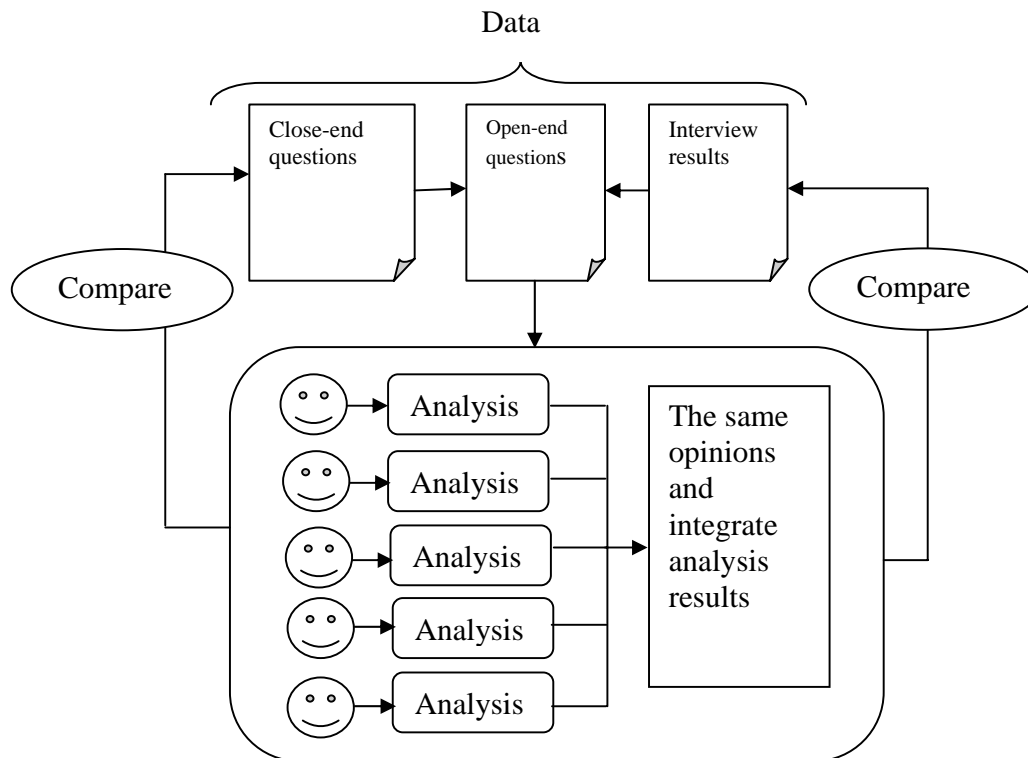 Data
Close-end
questions
Open-end
questions
Interview
results
Compare
Compare
Analysis
Analysis
Analysis
Analysis
Analysis
The same
opinions
and
integrate
analysis
results